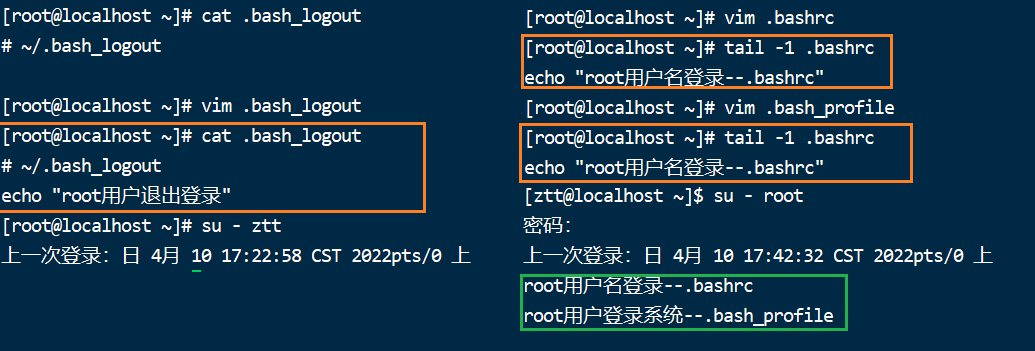 [root@localhost ~]# cat .bash_logout
# ~/.bash_logout
[root@localhost ~]# vim .bash_logout
[root@localhost ~]# cat .bash_logout
# ~/.bash_logout
echo "root用户退出登录"
[root@localhost ~]# su - ztt
上一次登录：日 4月 10 17:22:58 CST 2022pts/0 上
[root@localhost ~]# vim .bashrc
[root@localhost ~]# tail -1 .bashrc
echo "root用户名登录--.bashrc"
[root@localhost ~]# vim .bash_profile
[root@localhost ~]# tail -1 .bashrc
echo "root用户名登录--.bashrc"
[ztt@localhost ~]$ su - root
密码：
上一次登录：日 4月 10 17:42:32 CST 2022pts/0 上
root用户名登录--.bashrc
root用户登录系统--.bash_profile